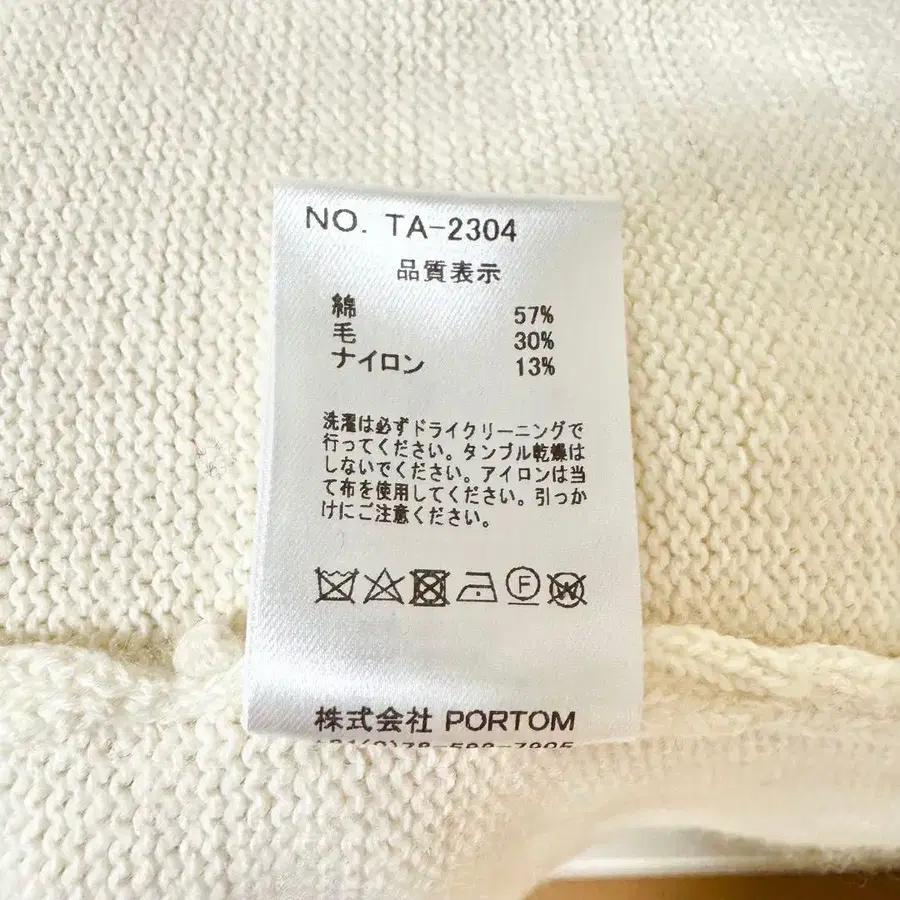 NO. TA-2304
品質表示
綿 57%
毛 30%
ナイロン 13%
洗濯は必ずドライクリーニングで
行ってください。タンブル乾燥は
しないでください。アイロンは当
て布を使用してください。引っか
けにご注意ください。
F W
株式会社 PORTOM